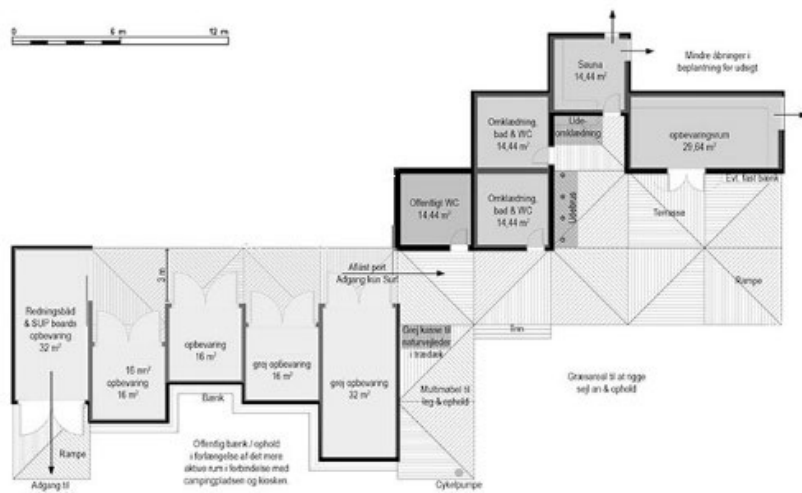 0 6 m 12 m
Mindre åbninger i
beplantning for udsigt
Sauna
14,44 m²
Omklædning,
bad & WC
14,44 m²
Ude-
omklædning
opbevaringsrum
29,64 m²
Offentligt WC
14,44 m²
Omklædning,
bad & WC
14,44 m²
Udebrus
Evt. fast bænk
Terrasse
Rampe
3 m
Aflåst port
Adgang kun Surf
Redningsbåd
& SUP boards
opbevaring
32 m²
16 m²
opbevaring
16 m²
opbevaring
16 m²
grej opbevaring
16 m²
grej opbevaring
32 m²
Grej kasse til
naturvejleder
i trædæk
Trin
Multimøbel til
leg & ophold
Græsareal til at rigge
sejl an & ophold
Bænk
Rampe
Offentlig bænk / ophold
i forlængelse af det mere
aktive rum i forbindelse med
campingpladsen og kiosken.
Adgang til
Cykelpumpe